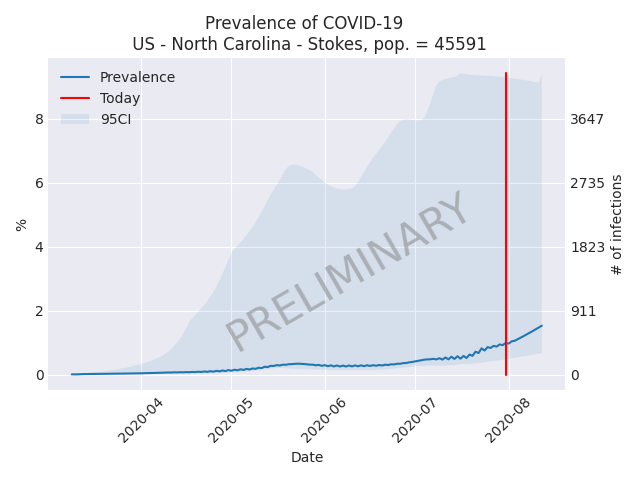 Prevalence of COVID-19
US - North Carolina - Stokes, pop. = 45591
Prevalence
Today
95CI
8
6
4
2
0
%
3647
2735
1823
911
0
# of infections
PRELIMINARY
2020-04
2020-05
2020-06
2020-07
2020-08
Date